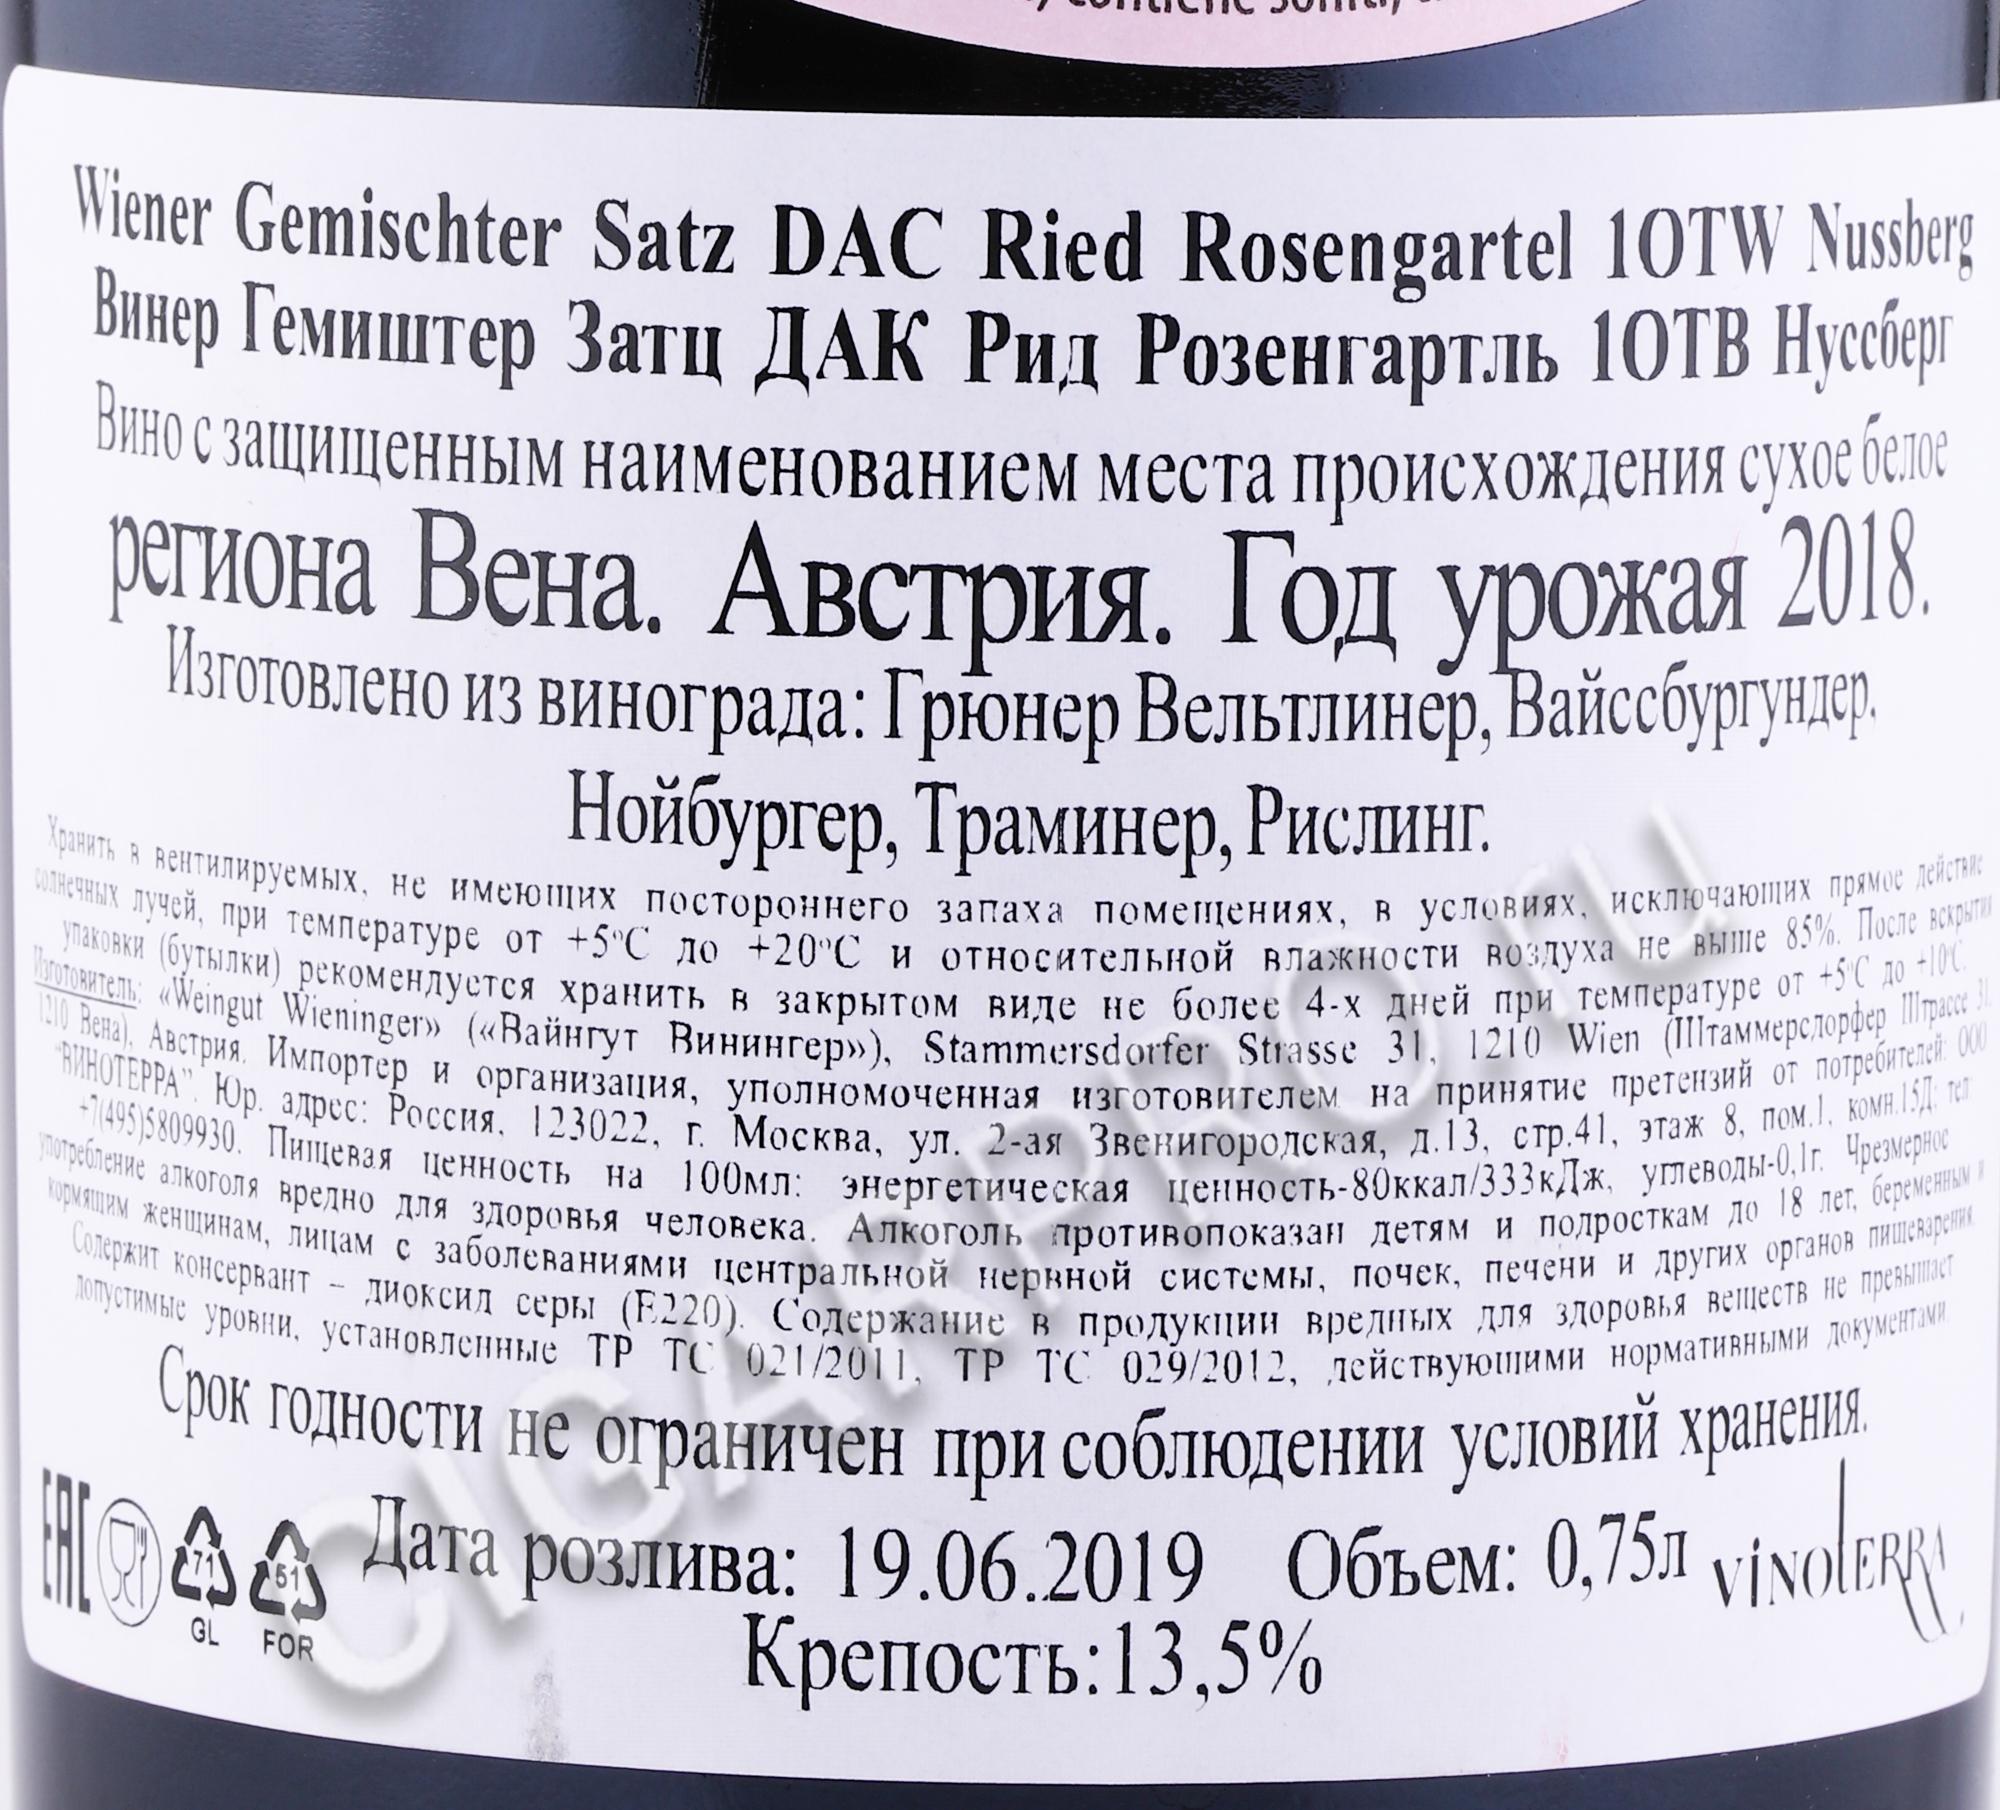 contiene solfiti,
Wiener Gemischter Satz DAC Ried Rosengartel 1OTW Nussberg
Винер Гемиштер Затц ДАК Рид Розенгартль 1ОТВ Нуссберг
Вино с защищенным наименованием места происхождения сухое белое
региона Вена. Австрия. Год урожая 2018.
Изготовлено из винограда: Грюнер Вельтлинер, Вайссбургундер,
Нойбургер, Траминер, Рислинг.
Хранить в вентилируемых, не имеющих постороннего запаха помещениях, в условиях, исключающих прямое действие
солнечных лучей, при температуре от +5°С до +20°С и относительной влажности воздуха не выше 85%. После вскрытия
упаковки (бутылки) рекомендуется хранить в закрытом виде не более 4-х дней при температуре от +5°С до +10°С.
Изготовитель: «Weingut Wieninger» («Вайнгут Винингер»), Stammersdorfer Strasse 31, 1210 Wien (Штаммерсдорфер Штрассе 31,
1210 Вена), Австрия. Импортер и организация, уполномоченная изготовителем на принятие претензий от потребителей: ООО
"ВИНОТЕРРА". Юр. адрес: Россия, 123022, г. Москва, ул. 2-ая Звенигородская, д.13, стр.41, этаж 8, пом.1, комн.15Д; тел:
+7(495)5809930. Пищевая ценность на 100мл: энергетическая ценность-80ккал/333кДж, углеводы-0,1г. Чрезмерное
употребление алкоголя вредно для здоровья человека. Алкоголь противопоказан детям и подросткам до 18 лет, беременным и
кормящим женщинам, лицам с заболеваниями центральной нервной системы, почек, печени и других органов пищеварения.
Содержит консервант – диоксид серы (Е220). Содержание в продукции вредных для здоровья веществ не превышает
допустимые уровни, установленные ТР ТС 021/2011, ТР ТС 029/2012, действующими нормативными документами.
Срок годности не ограничен при соблюдении условий хранения.
Дата розлива: 19.06.2019 Объем: 0,75л
Крепость:13,5%
EAC
71
GL
51
FOR
VINOTERRA
CIGARPRO.ru